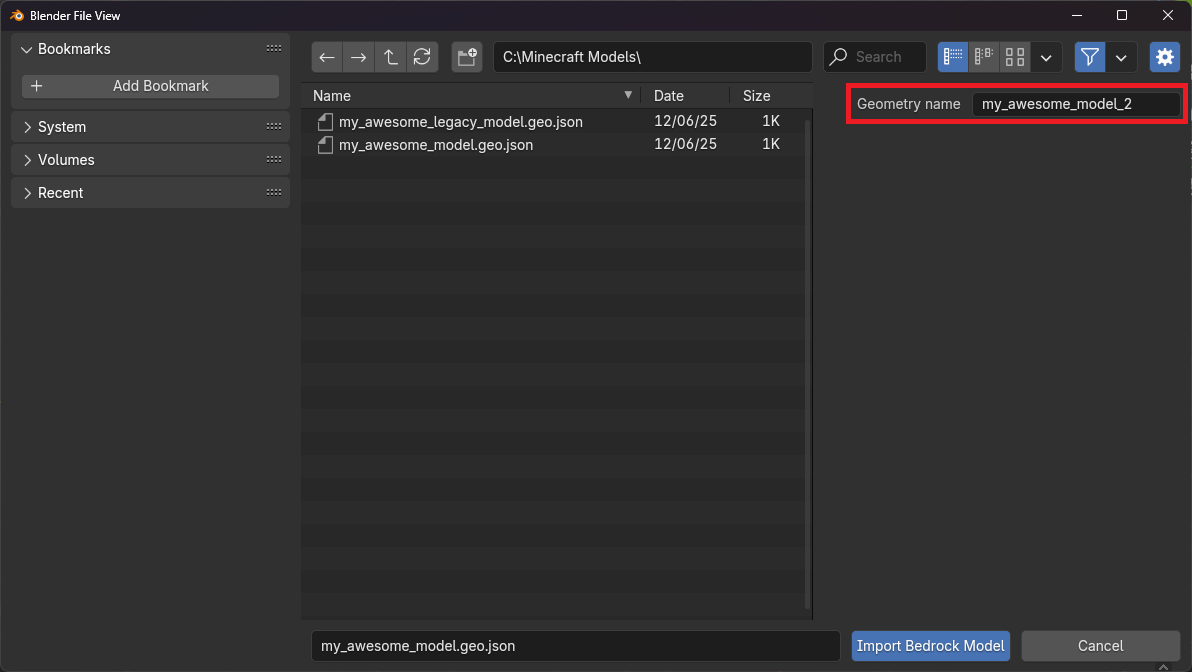 Blender File View
Bookmarks
Add Bookmark
System
Volumes
Recent
C:\Minecraft Models\
Search
Name Date Size
my_awesome_legacy_model.geo.json 12/06/25 1K
my_awesome_model.geo.json 12/06/25 1K
Geometry name my_awesome_model_2
my_awesome_model.geo.json
Import Bedrock Model
Cancel